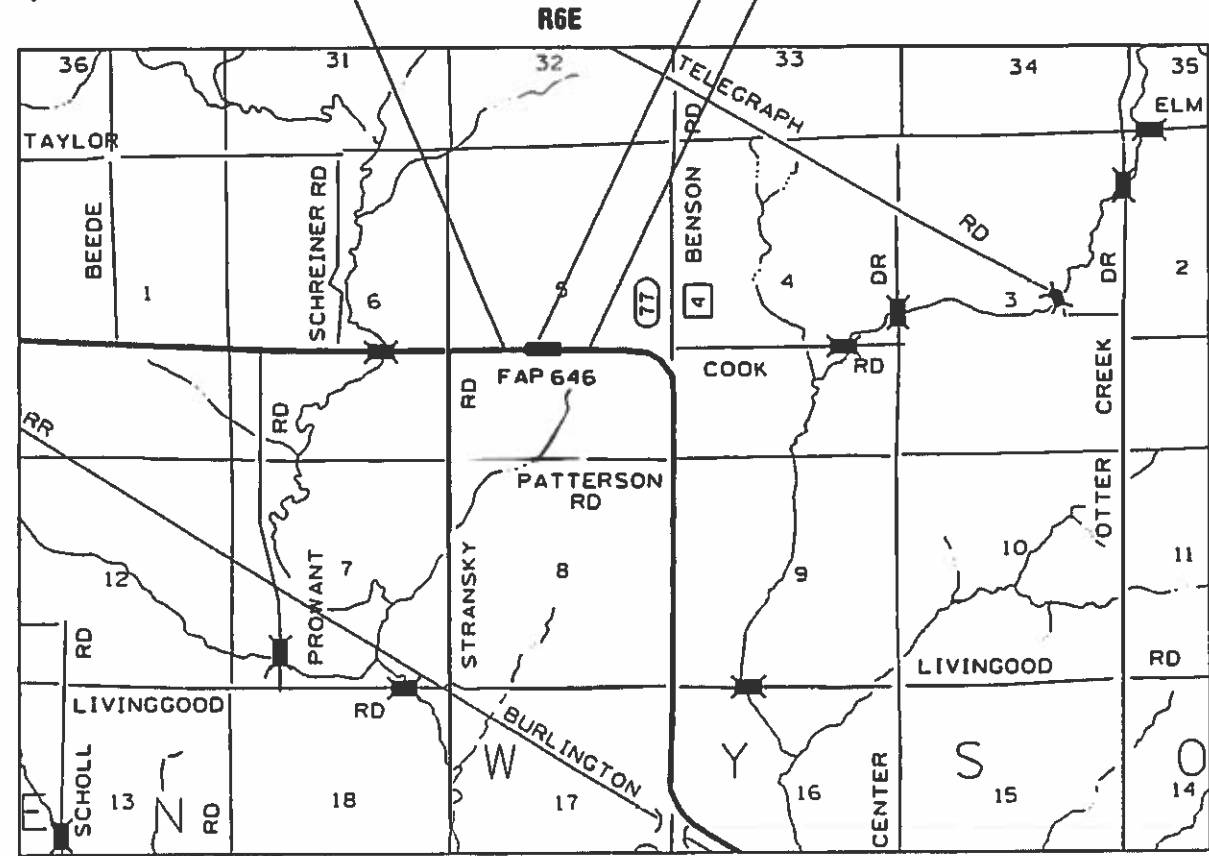 R6E
36
31
32
33
34
35
TELEGRAPH
RD
ELM
TAYLOR
RD
BEEDE
SCHREINER RD
BENSON
1
6
5
77
4
4
DR
3
DR
2
COOK
RD
FAP 646
RD
RD
CREEK
RR
PATTERSON
RD
OTTER
12
PROWANT
7
STRANSKY
8
9
10
11
RD
LIVINGGOOD
RD
LIVINGOOD
RD
BURLINGTON
W
Y
S
O
E
SCHOLL
13
N
RD
18
17
16
CENTER
15
14